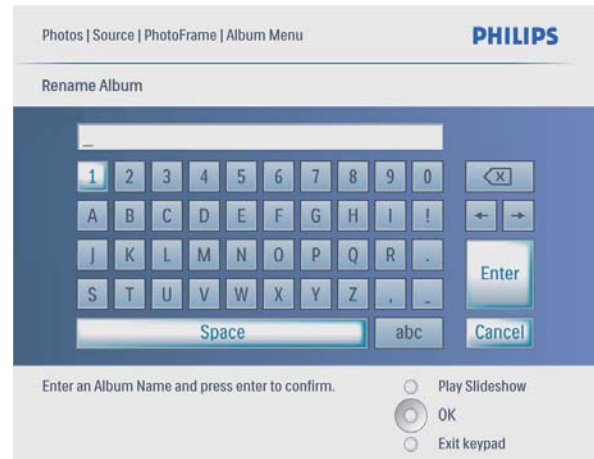 Photos | Source | PhotoFrame | Album Menu PHILIPS
Rename Album
_
1 2 3 4 5 6 7 8 9 0
A B C D E F G H I !
J K L M N O P Q R .
Enter
S T U V W X Y Z , _
Space abc Cancel
Enter an Album Name and press enter to confirm.
Play Slideshow
OK
Exit keypad